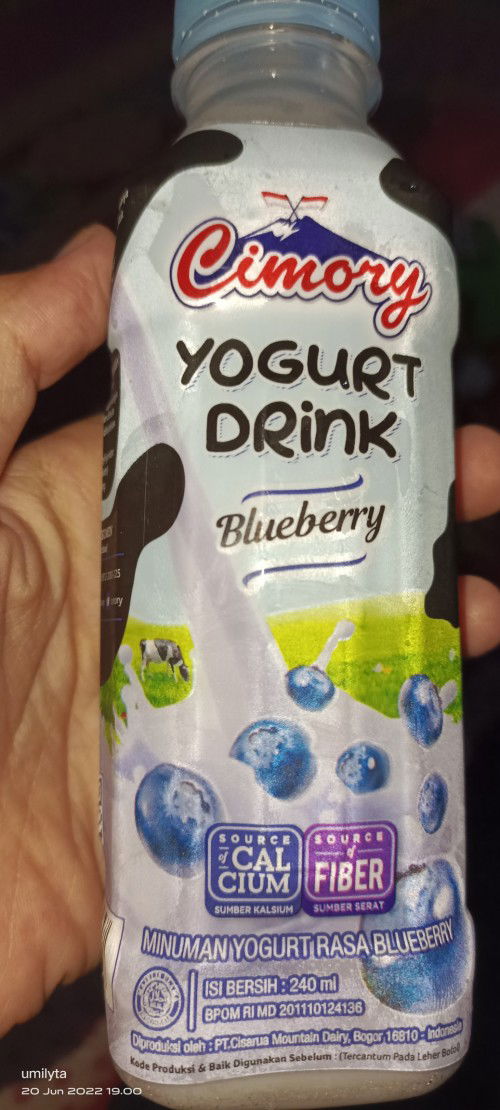 Cimory
YOGURT
DRINK
Blueberry
SOURCE
of
CAL
CIUM
SUMBER KALSIUM
SOURCE
of
FIBER
SUMBER SERAT
MINUMAN YOGURT RASA BLUEBERRY
ISI BERSIH : 240 ml
BPOM RI MD 201110124136
Diproduksi oleh : PT.Cisarua Mountain Dairy, Bogor 16810 - Indonesia
Kode Produksi & Baik Digunakan Sebelum : (Tercantum Pada Leher Botol)
umilyta
20 Jun 2022 19.00